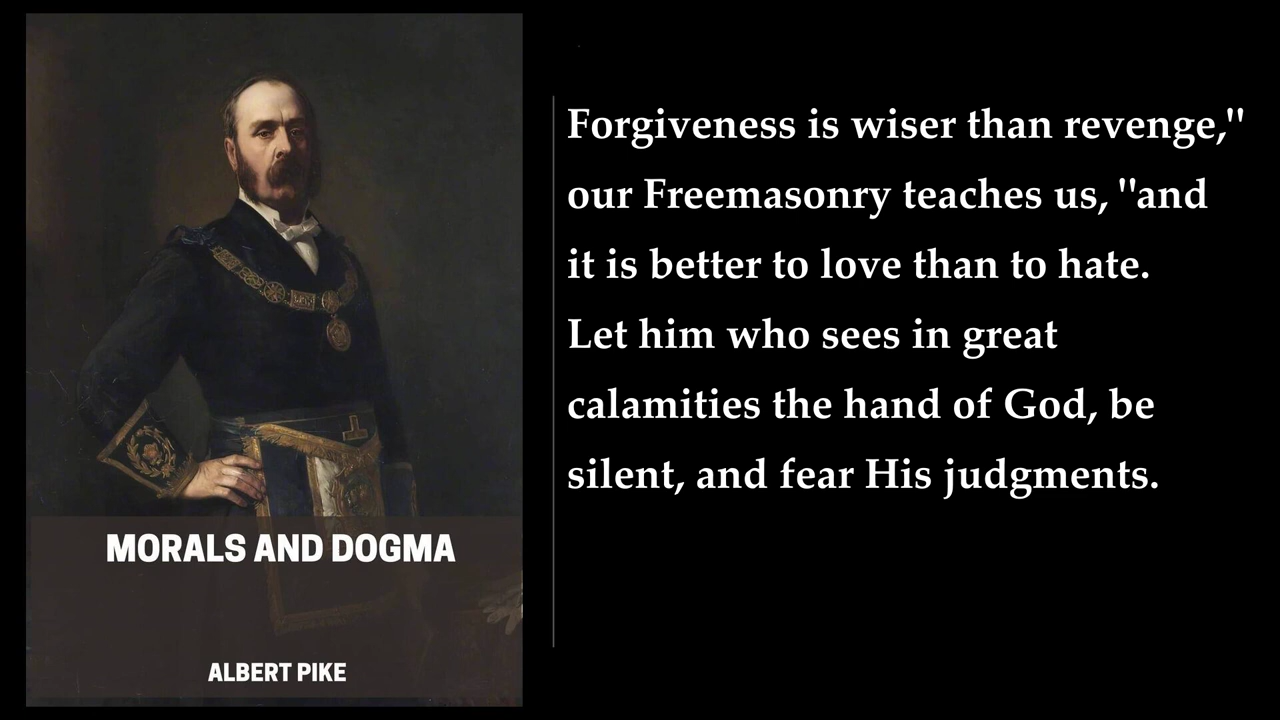 MORALS AND DOGMA
ALBERT PIKE
Forgiveness is wiser than revenge,"
our Freemasonry teaches us, "and
it is better to love than to hate.
Let him who sees in great
calamities the hand of God, be
silent, and fear His judgments.